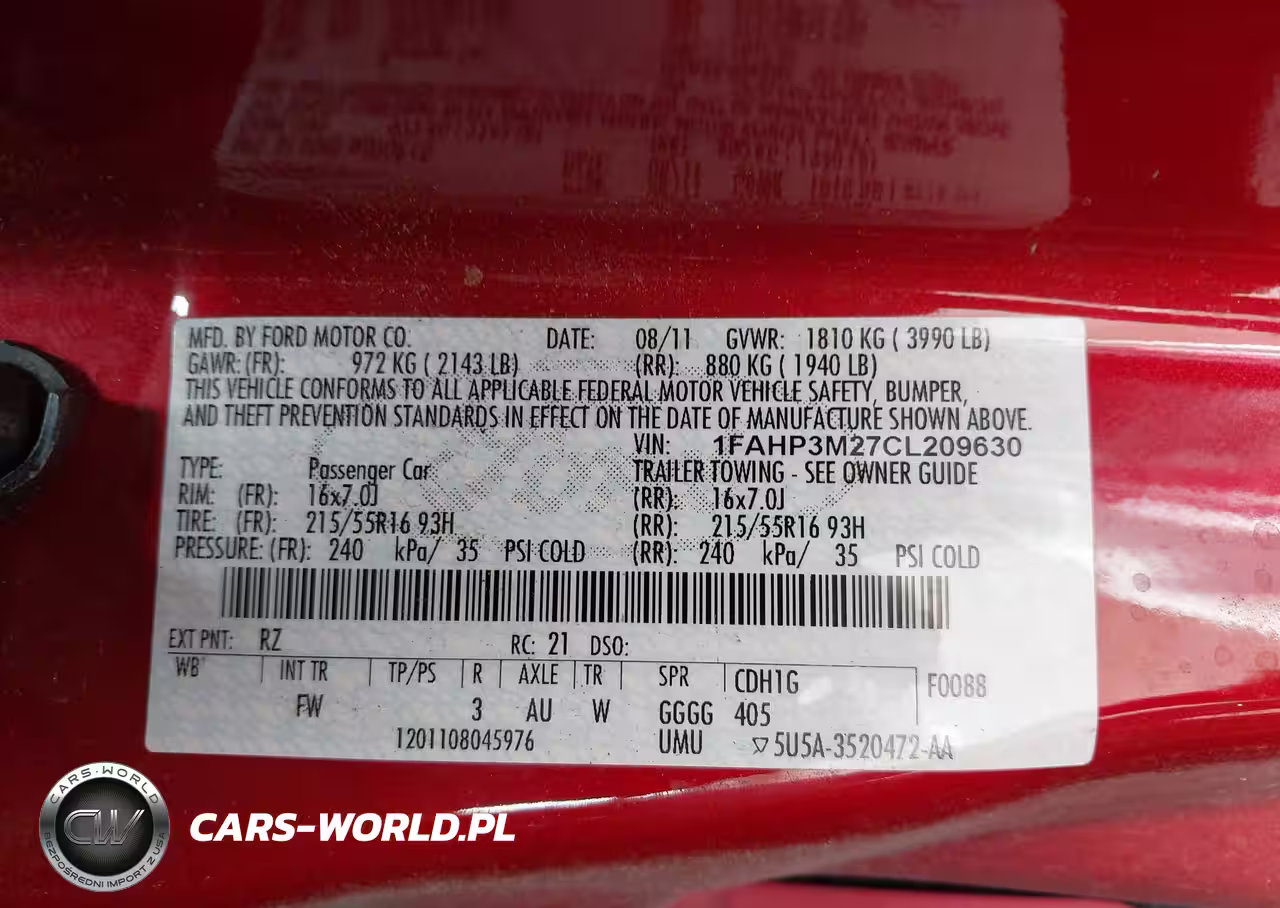 MFD. BY FORD MOTOR CO. DATE: 08/11 GVWR: 1810 KG ( 3990 LB)
GAWR: (FR): 972 KG ( 2143 LB) (RR): 880 KG ( 1940 LB)
THIS VEHICLE CONFORMS TO ALL APPLICABLE FEDERAL MOTOR VEHICLE SAFETY, BUMPER,
AND THEFT PREVENTION STANDARDS IN EFFECT ON THE DATE OF MANUFACTURE SHOWN ABOVE.
VIN: 1FAHP3M27CL209630
TYPE: Passenger Car TRAILER TOWING - SEE OWNER GUIDE
RIM: (FR): 16x7.0J (RR): 16x7.0J
TIRE: (FR): 215/55R16 93H (RR): 215/55R16 93H
PRESSURE: (FR): 240 kPa/ 35 PSI COLD (RR): 240 kPa/ 35 PSI COLD
EXT PNT: RZ RC: 21 DSO:
WB INT TR TP/PS R AXLE TR SPR CDH1G F0088
FW 3 AU W GGGG 405
1201108045976 UMU ▽5U5A-3520472-AA
CARS-WORLD
CW
BEZPOŚREDNI IMPORT Z USA
CARS-WORLD.PL